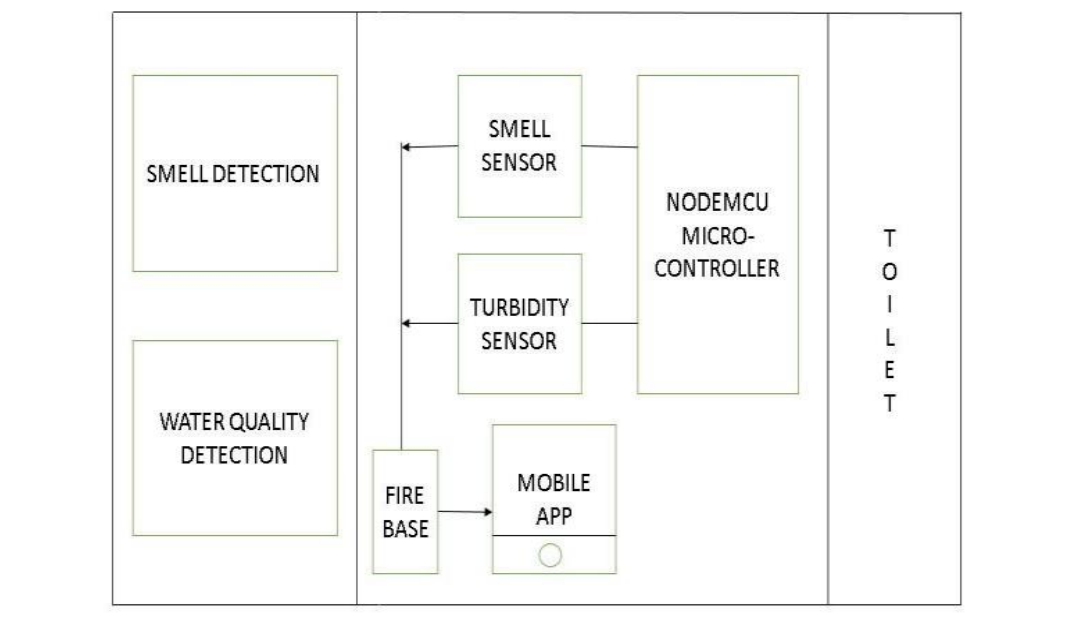 SMELL DETECTION
WATER QUALITY
DETECTION
SMELL
SENSOR
TURBIDITY
SENSOR
NODEMCU
MICRO-
CONTROLLER
FIRE
BASE
MOBILE
APP
T
O
I
L
E
T